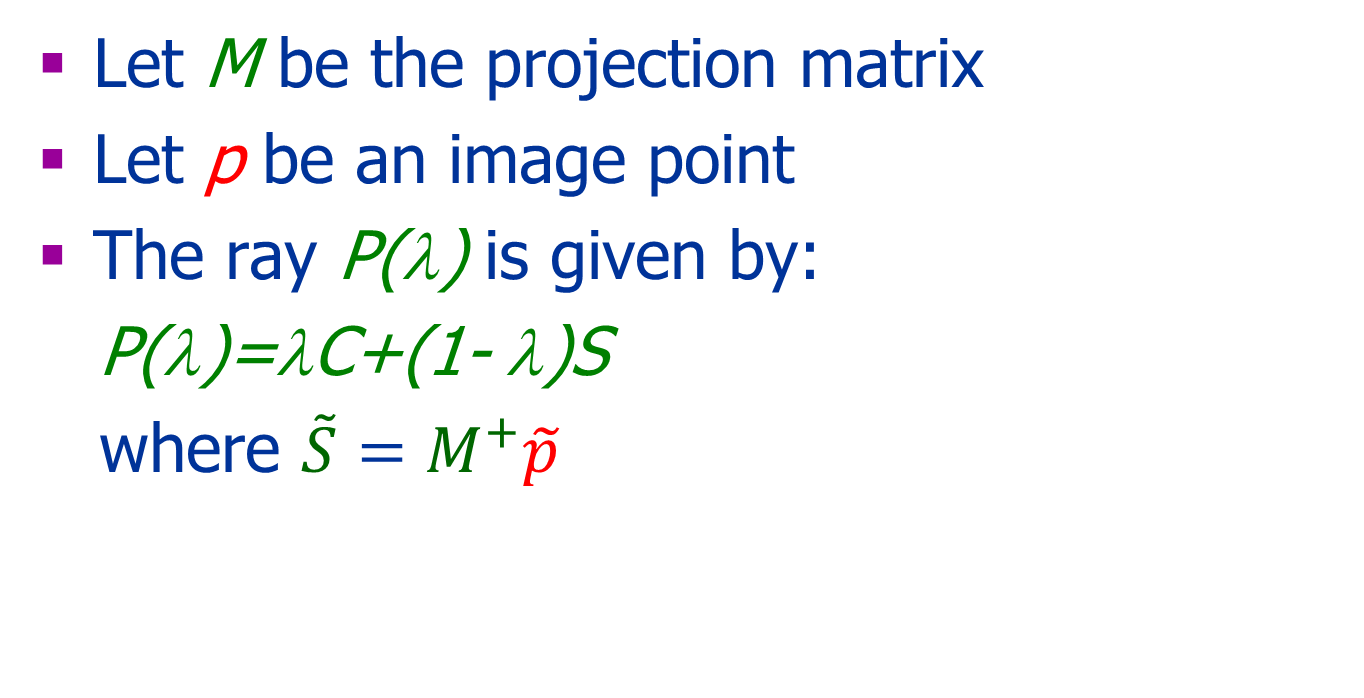 ▪ Let M be the projection matrix
▪ Let p be an image point
▪ The ray P(λ) is given by:
P(λ)=λC+(1- λ)S
where S̃ = M⁺p̃